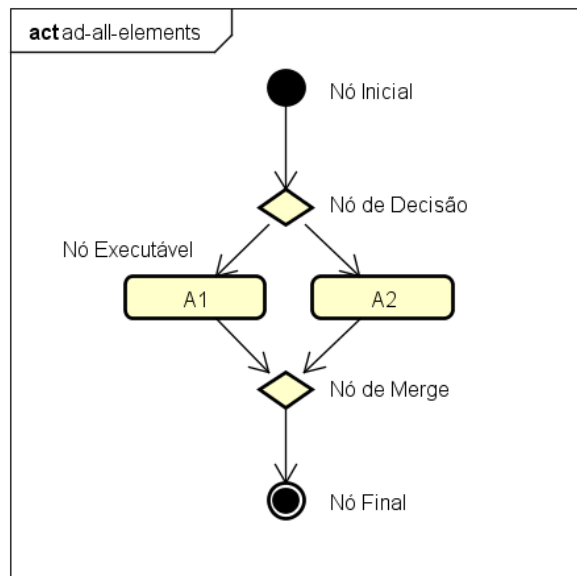 act ad-all-elements
Nó Inicial
Nó de Decisão
Nó Executável
A1
A2
Nó de Merge
Nó Final